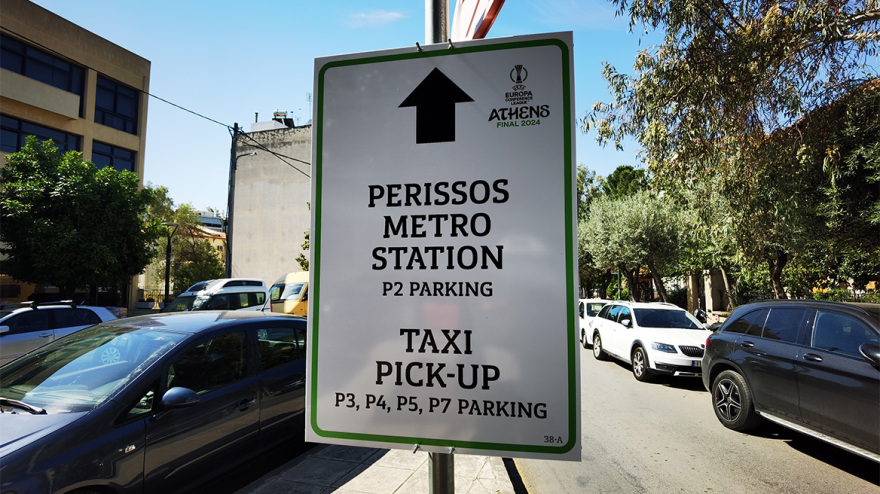 EUROPA
CONFERENCE
LEAGUE
ATHENS
FINAL 2024
PERISSOS
METRO
STATION
P2 PARKING
TAXI
PICK-UP
P3, P4, P5, P7 PARKING
38-A